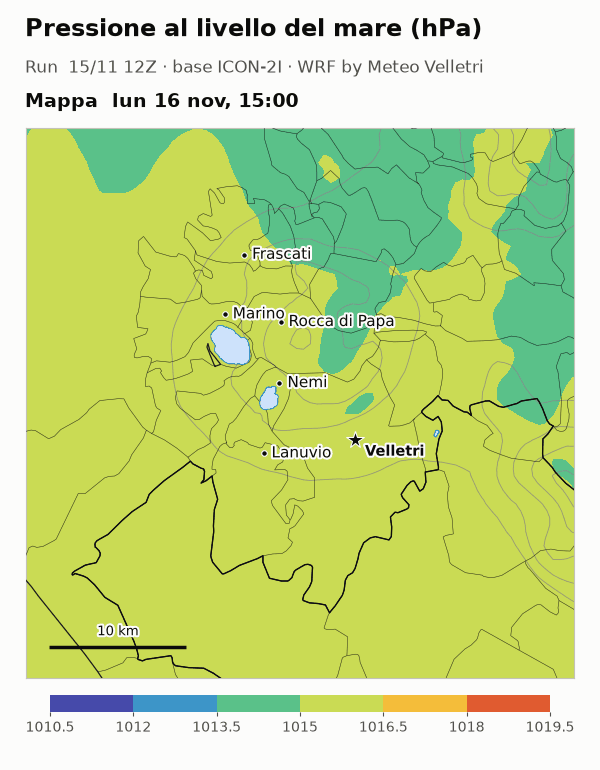 Pressione al livello del mare (hPa)
Run  15/11 12Z · base ICON-2I · WRF by Meteo Velletri
Mappa  lun 16 nov, 15:00
Frascati
Marino
Rocca di Papa
Nemi
Velletri
Lanuvio
10 km
1010.5 1012 1013.5 1015 1016.5 1018 1019.5